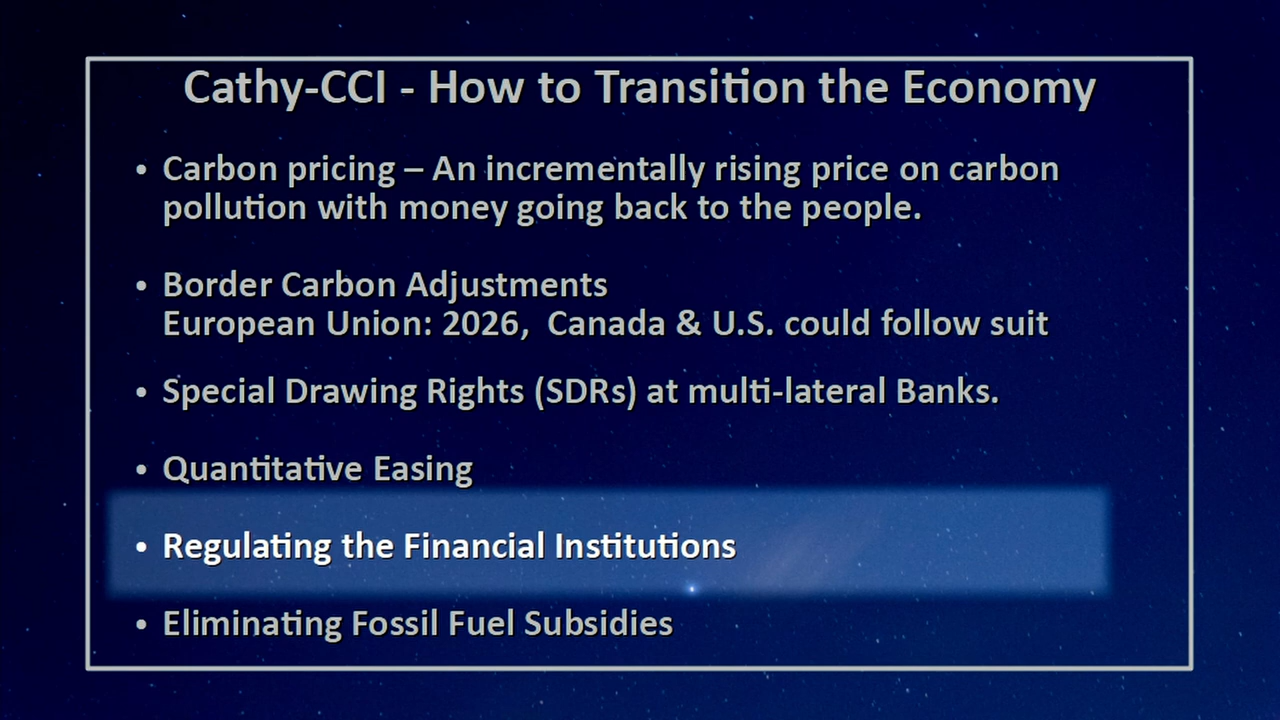 Cathy-CCI - How to Transition the Economy
• Carbon pricing – An incrementally rising price on carbon
pollution with money going back to the people.
• Border Carbon Adjustments
European Union: 2026,  Canada & U.S. could follow suit
• Special Drawing Rights (SDRs) at multi-lateral Banks.
• Quantitative Easing
• Regulating the Financial Institutions
• Eliminating Fossil Fuel Subsidies